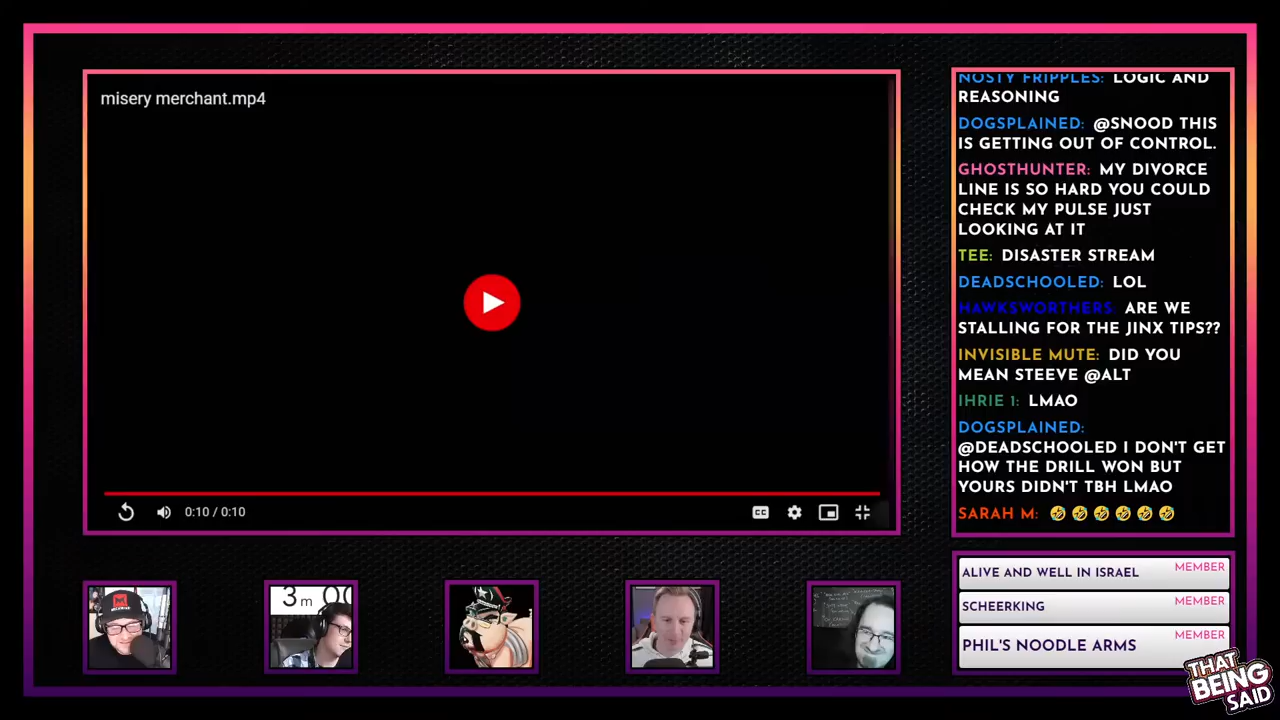 misery merchant.mp4
0:10 / 0:10
CC
NOSTY FRIPPLES: LOGIC AND
REASONING
DOGSPLAINED: @SNOOD THIS
IS GETTING OUT OF CONTROL.
GHOSTHUNTER: MY DIVORCE
LINE IS SO HARD YOU COULD
CHECK MY PULSE JUST
LOOKING AT IT
TEE: DISASTER STREAM
DEADSCHOOLED: LOL
HAWKSWORTHERS: ARE WE
STALLING FOR THE JINX TIPS??
INVISIBLE MUTE: DID YOU
MEAN STEEVE @ALT
IHRIE 1: LMAO
DOGSPLAINED:
@DEADSCHOOLED I DON'T GET
HOW THE DRILL WON BUT
YOURS DIDN'T TBH LMAO
SARAH M: 🤣🤣🤣🤣🤣🤣
ALIVE AND WELL IN ISRAEL MEMBER
SCHEERKING MEMBER
PHIL'S NOODLE ARMS MEMBER
3 m
THAT
BEING
SAID